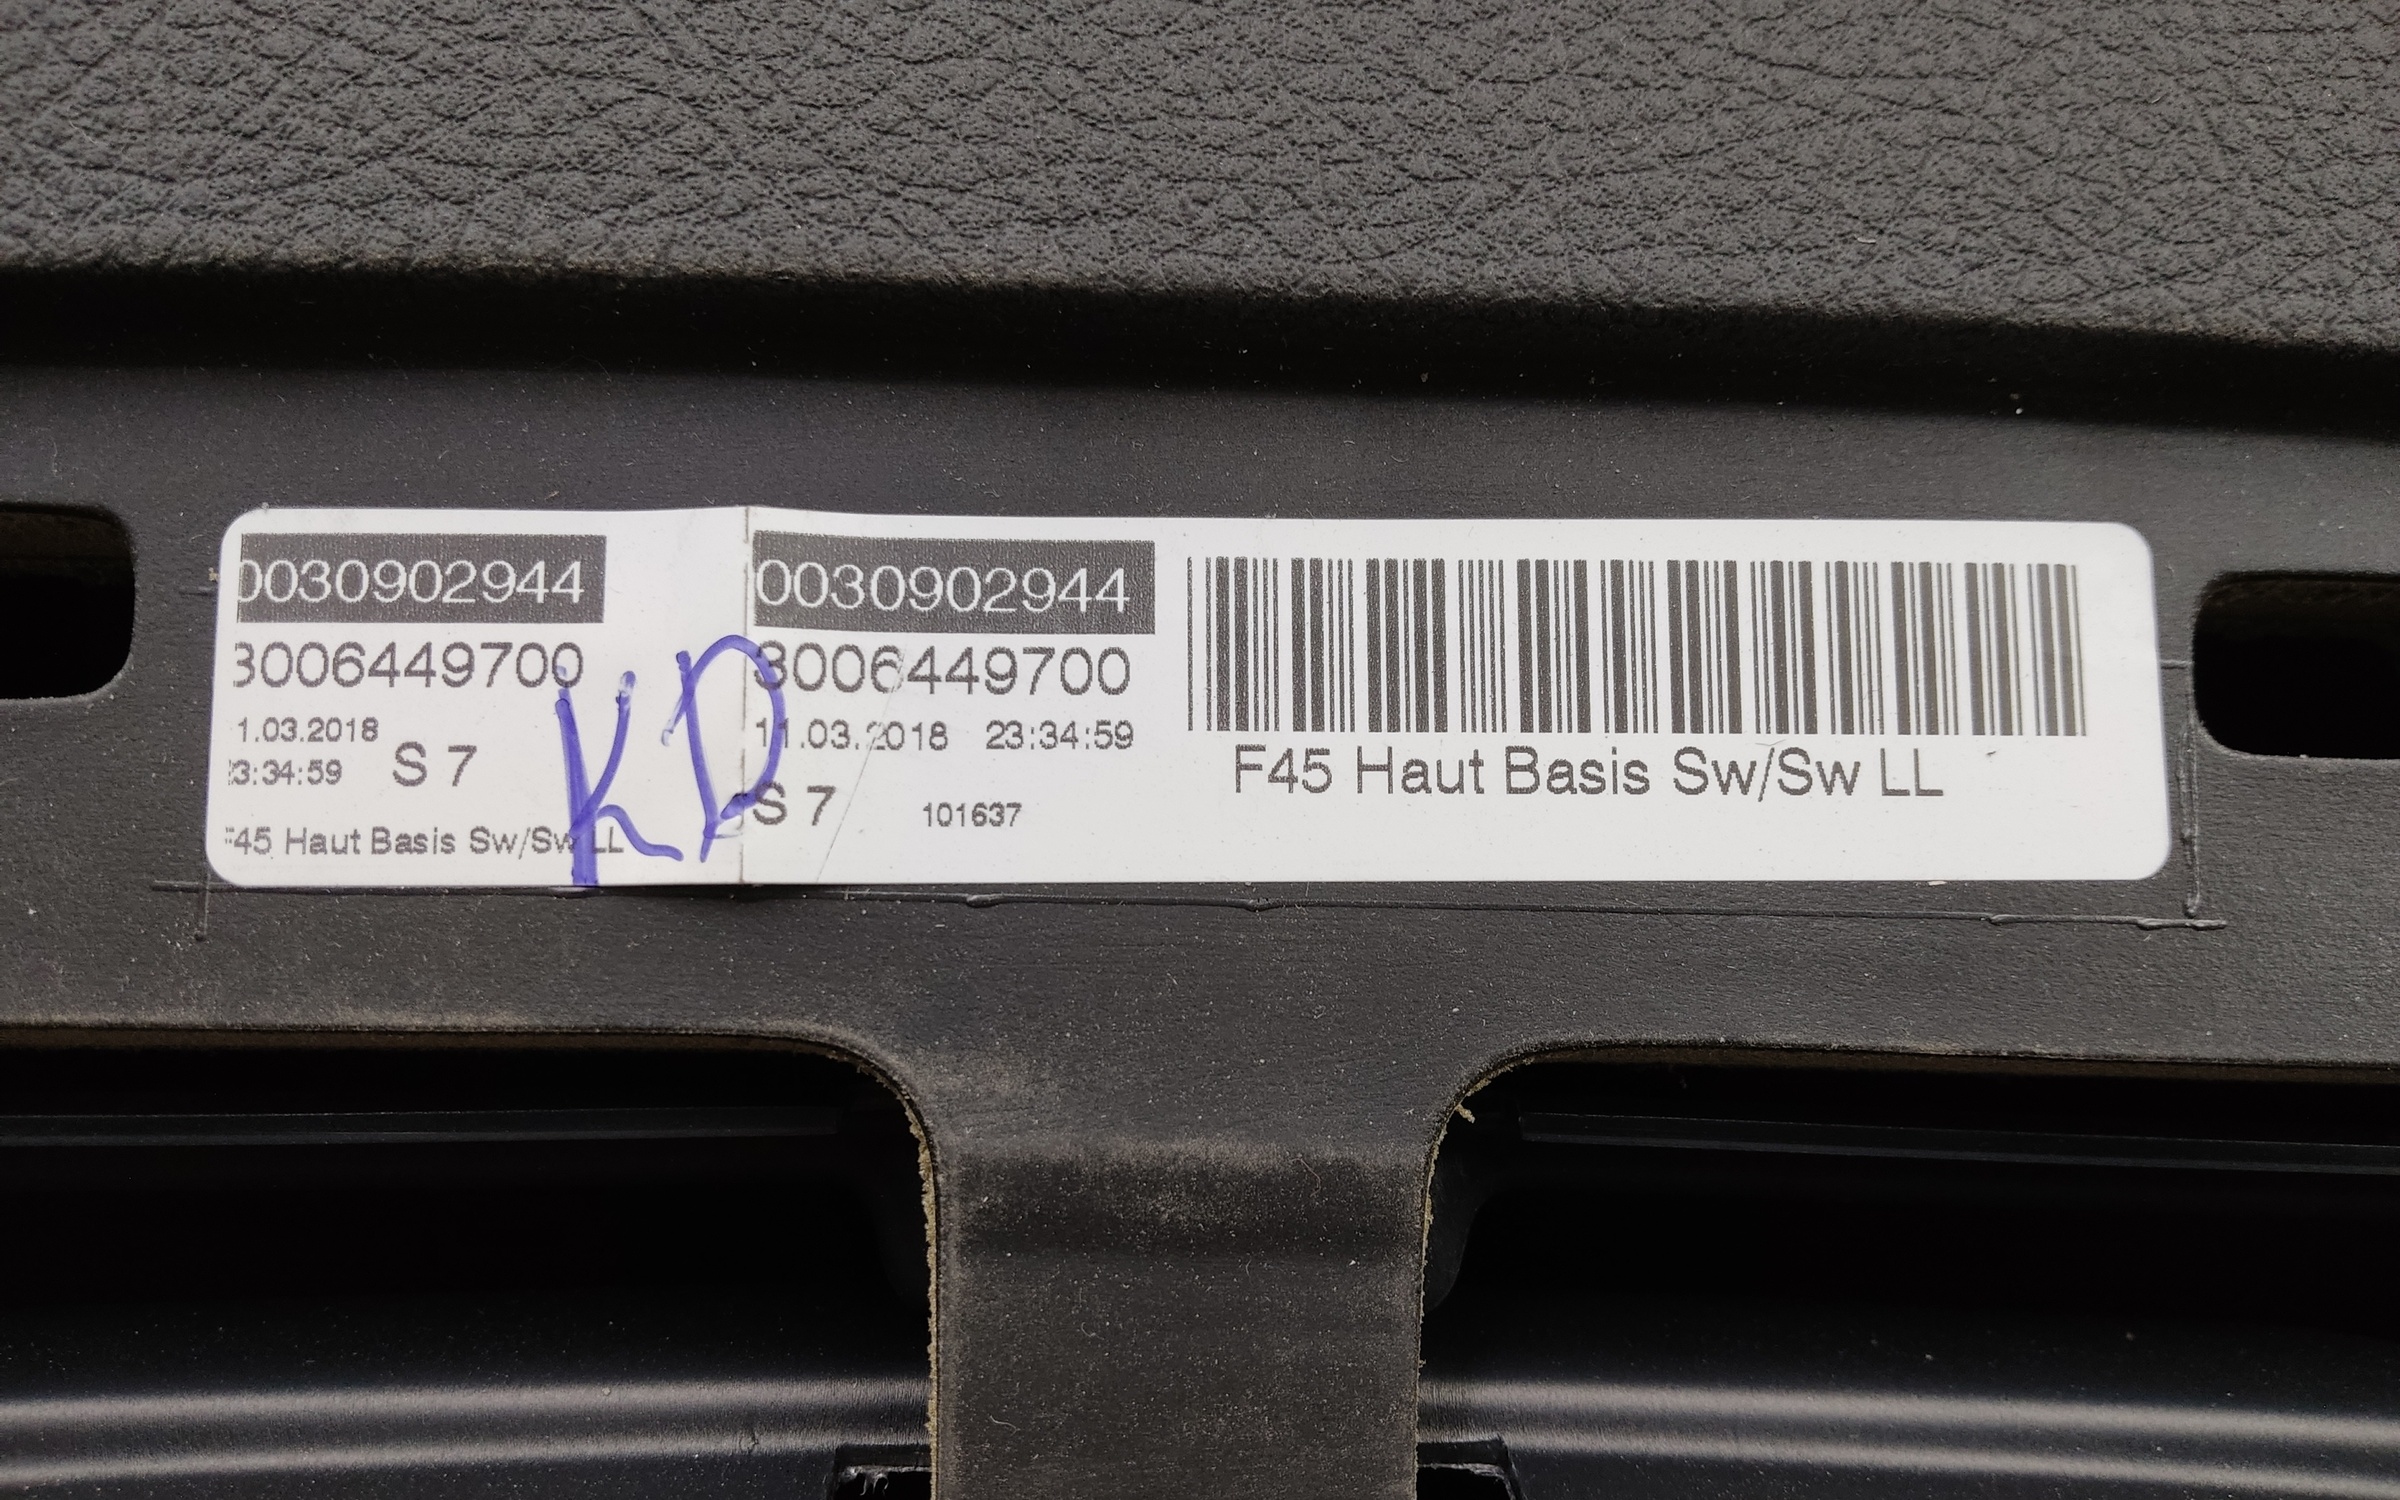 0030902944
3006449700
1.03.2018
3:34:59 S 7
F45 Haut Basis Sw/Sw LL
KD
0030902944
3006449700
11.03.2018 23:34:59
S 7 101637
F45 Haut Basis Sw/Sw LL